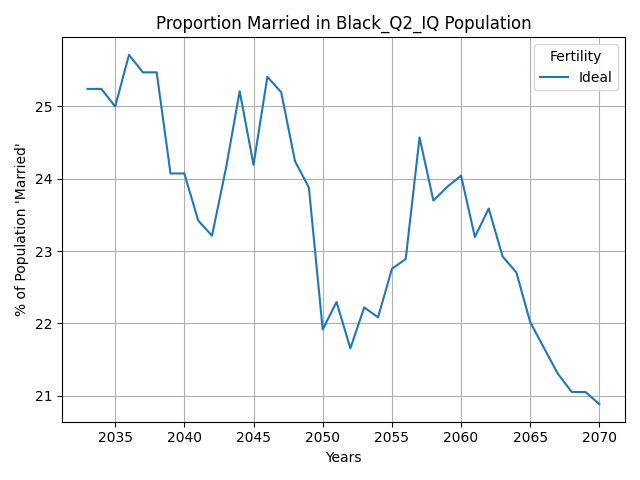 Proportion Married in Black_Q2_IQ Population
Fertility
Ideal
% of Population 'Married'
25
24
23
22
21
2035 2040 2045 2050 2055 2060 2065 2070
Years